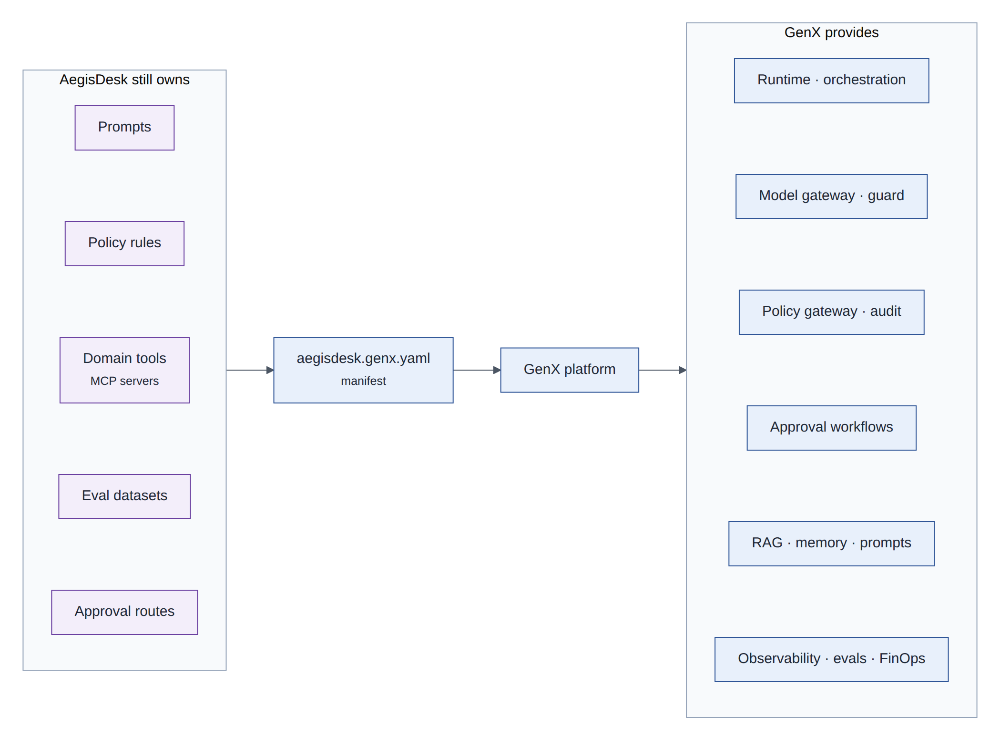 AegisDesk still owns
Prompts
Policy rules
Domain tools
MCP servers
Eval datasets
Approval routes
aegisdesk.genx.yaml
manifest
GenX platform
GenX provides
Runtime · orchestration
Model gateway · guard
Policy gateway · audit
Approval workflows
RAG · memory · prompts
Observability · evals · FinOps